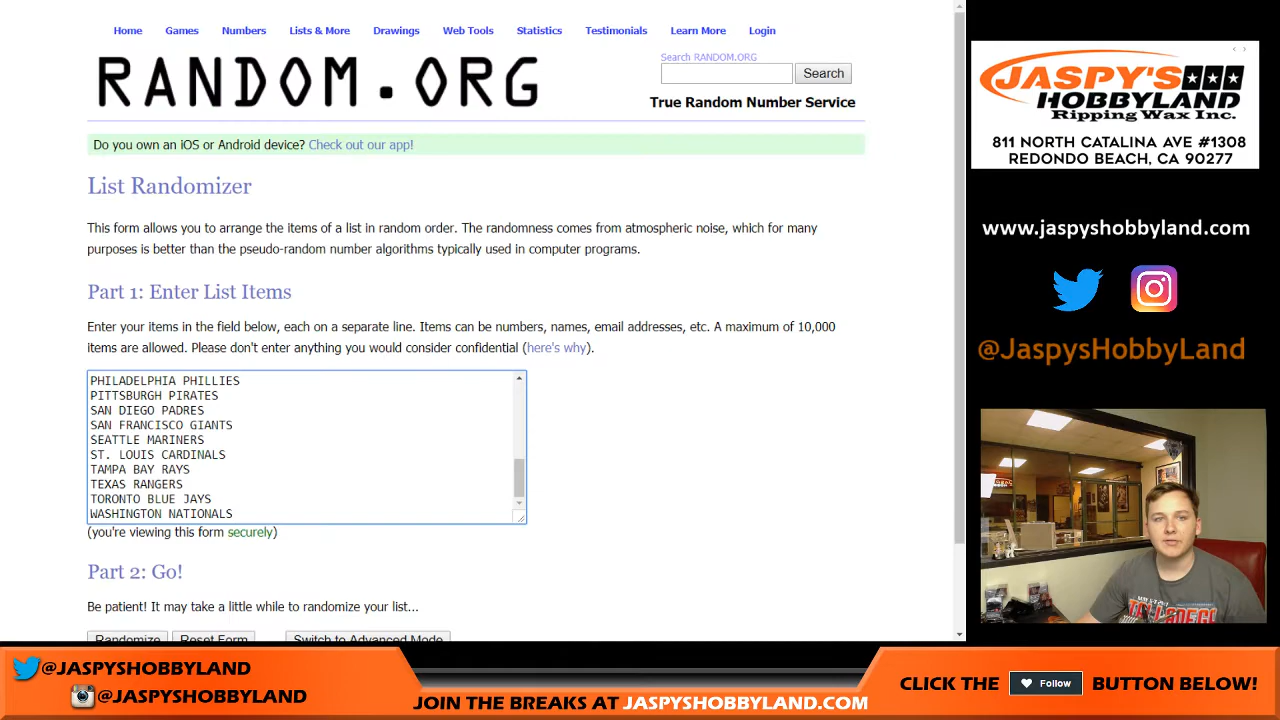 Home Games Numbers Lists & More Drawings Web Tools Statistics Testimonials Learn More Login
RANDOM.ORG
Search RANDOM.ORG
Search
True Random Number Service
Do you own an iOS or Android device? Check out our app!
List Randomizer
This form allows you to arrange the items of a list in random order. The randomness comes from atmospheric noise, which for many
purposes is better than the pseudo-random number algorithms typically used in computer programs.
Part 1: Enter List Items
Enter your items in the field below, each on a separate line. Items can be numbers, names, email addresses, etc. A maximum of 10,000
items are allowed. Please don't enter anything you would consider confidential (here's why).
PHILADELPHIA PHILLIES
PITTSBURGH PIRATES
SAN DIEGO PADRES
SAN FRANCISCO GIANTS
SEATTLE MARINERS
ST. LOUIS CARDINALS
TAMPA BAY RAYS
TEXAS RANGERS
TORONTO BLUE JAYS
WASHINGTON NATIONALS
(you're viewing this form securely)
Part 2: Go!
Be patient! It may take a little while to randomize your list...
Randomize Reset Form Switch to Advanced Mode
JASPY'S
HOBBYLAND
Ripping Wax Inc.
811 NORTH CATALINA AVE #1308
REDONDO BEACH, CA 90277
www.jaspyshobbyland.com
@JaspysHobbyLand
@JASPYSHOBBYLAND
@JASPYSHOBBYLAND
JOIN THE BREAKS AT JASPYSHOBBYLAND.COM
CLICK THE Follow BUTTON BELOW!